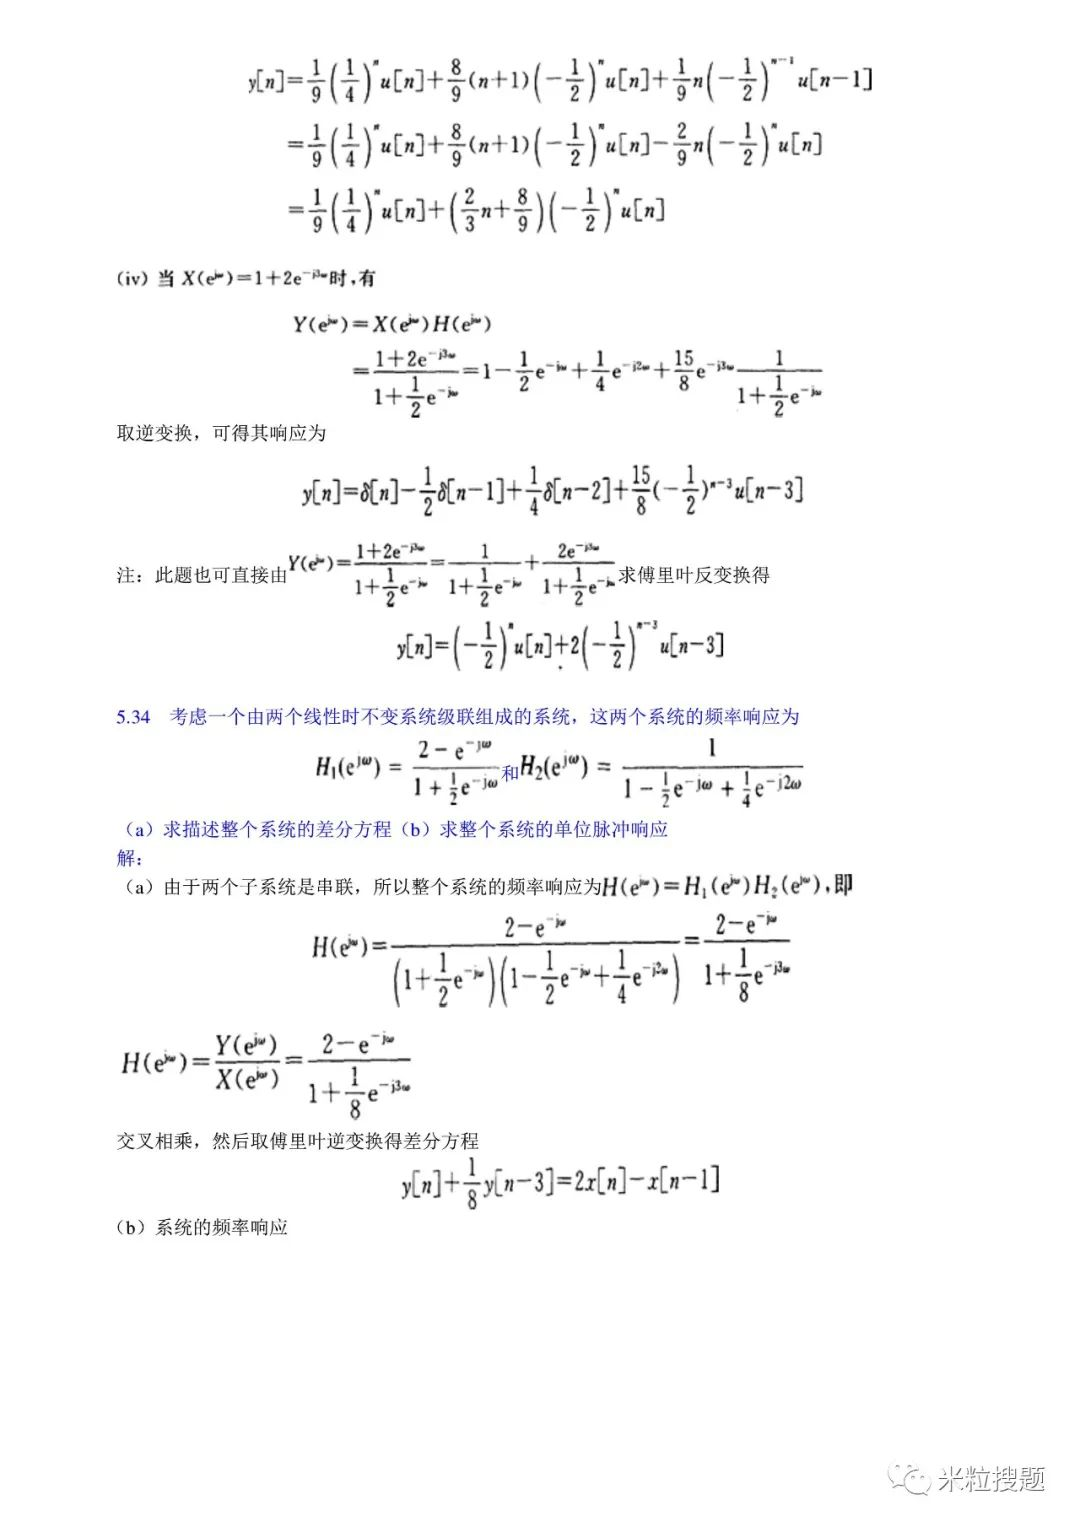 y[n]=1/9(1/4)^n u[n]+8/9(n+1)(-1/2)^n u[n]+1/9 n(-1/2)^{n-1} u[n-1]
=1/9(1/4)^n u[n]+8/9(n+1)(-1/2)^n u[n]-2/9 n(-1/2)^n u[n]
=1/9(1/4)^n u[n]+(2/3 n+8/9)(-1/2)^n u[n]
(iv) 当 X(e^{jω})=1+2e^{-j3ω}时,有
Y(e^{jω})=X(e^{jω})H(e^{jω})
=(1+2e^{-j3ω})/(1+1/2 e^{-jω})=1-1/2 e^{-jω}+1/4 e^{-j2ω}+15/8 e^{-j3ω} 1/(1+1/2 e^{-jω})
取逆变换，可得其响应为
y[n]=δ[n]-1/2 δ[n-1]+1/4 δ[n-2]+15/8(-1/2)^{n-3} u[n-3]
注：此题也可直接由Y(e^{jω})=(1+2e^{-j3ω})/(1+1/2 e^{-jω})=1/(1+1/2 e^{-jω})+2e^{-j3ω}/(1+1/2 e^{-jω})求傅里叶反变换得
y[n]=(-1/2)^n u[n]+2(-1/2)^{n-3} u[n-3]
5.34 考虑一个由两个线性时不变系统级联组成的系统，这两个系统的频率响应为
H₁(e^{jω}) = (2-e^{-jω})/(1+1/2 e^{-jω})和H₂(e^{jω}) = 1/(1-1/2 e^{-jω}+1/4 e^{-j2ω})
（a）求描述整个系统的差分方程（b）求整个系统的单位脉冲响应
解：
（a）由于两个子系统是串联，所以整个系统的频率响应为H(e^{jω})=H₁(e^{jω})H₂(e^{jω}),即
H(e^{jω})=(2-e^{-jω})/((1+1/2 e^{-jω})(1-1/2 e^{-jω}+1/4 e^{-j2ω}))=(2-e^{-jω})/(1+1/8 e^{-j3ω})
H(e^{jω})=Y(e^{jω})/X(e^{jω})=(2-e^{-jω})/(1+1/8 e^{-j3ω})
交叉相乘，然后取傅里叶逆变换得差分方程
y[n]+1/8 y[n-3]=2x[n]-x[n-1]
（b）系统的频率响应
米粒搜题